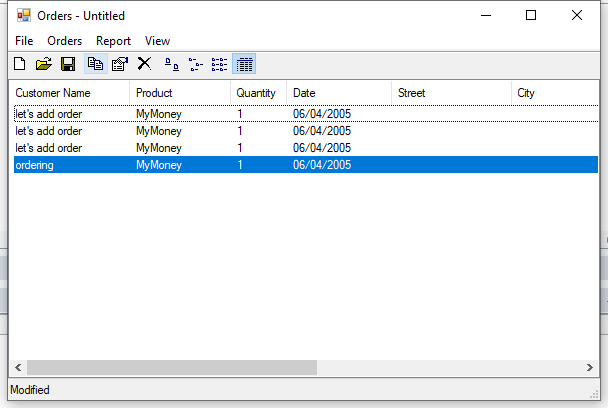 Orders - Untitled
File Orders Report View
Customer Name Product Quantity Date Street City
let's add order MyMoney 1 06/04/2005
let's add order MyMoney 1 06/04/2005
let's add order MyMoney 1 06/04/2005
ordering MyMoney 1 06/04/2005
Modified